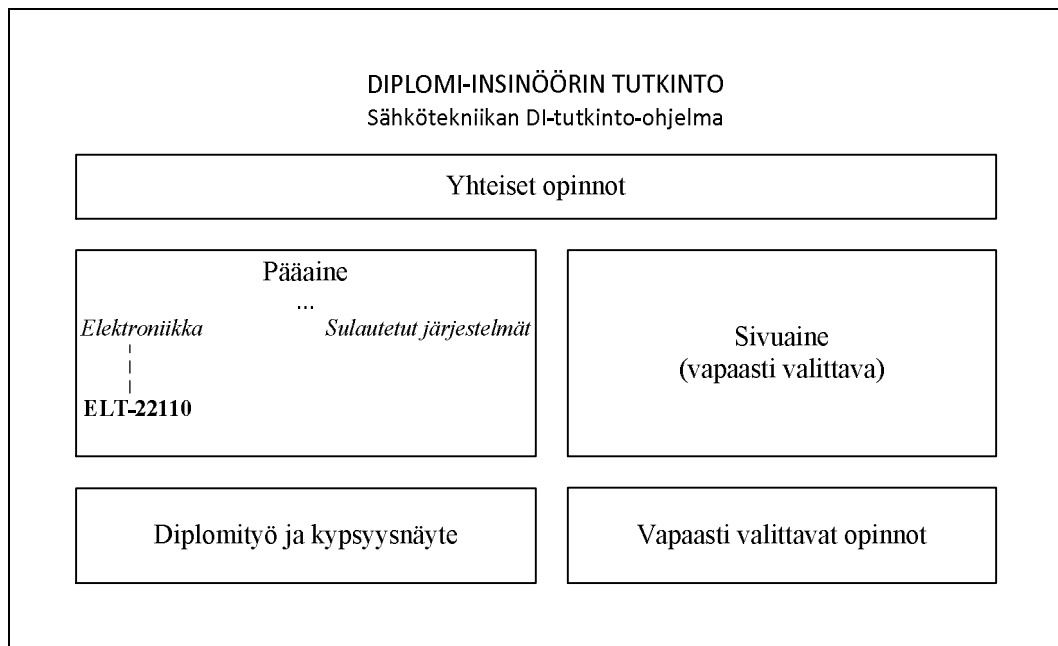 DIPLOMI-INSINÖÖRIN TUTKINTO
Sähkötekniikan DI-tutkinto-ohjelma
Yhteiset opinnot
Pääaine
...
Elektroniikka
Sulautetut järjestelmät
ELT-22110
Sivuaine
(vapaasti valittava)
Diplomityö ja kypsyysnäyte
Vapaasti valittavat opinnot